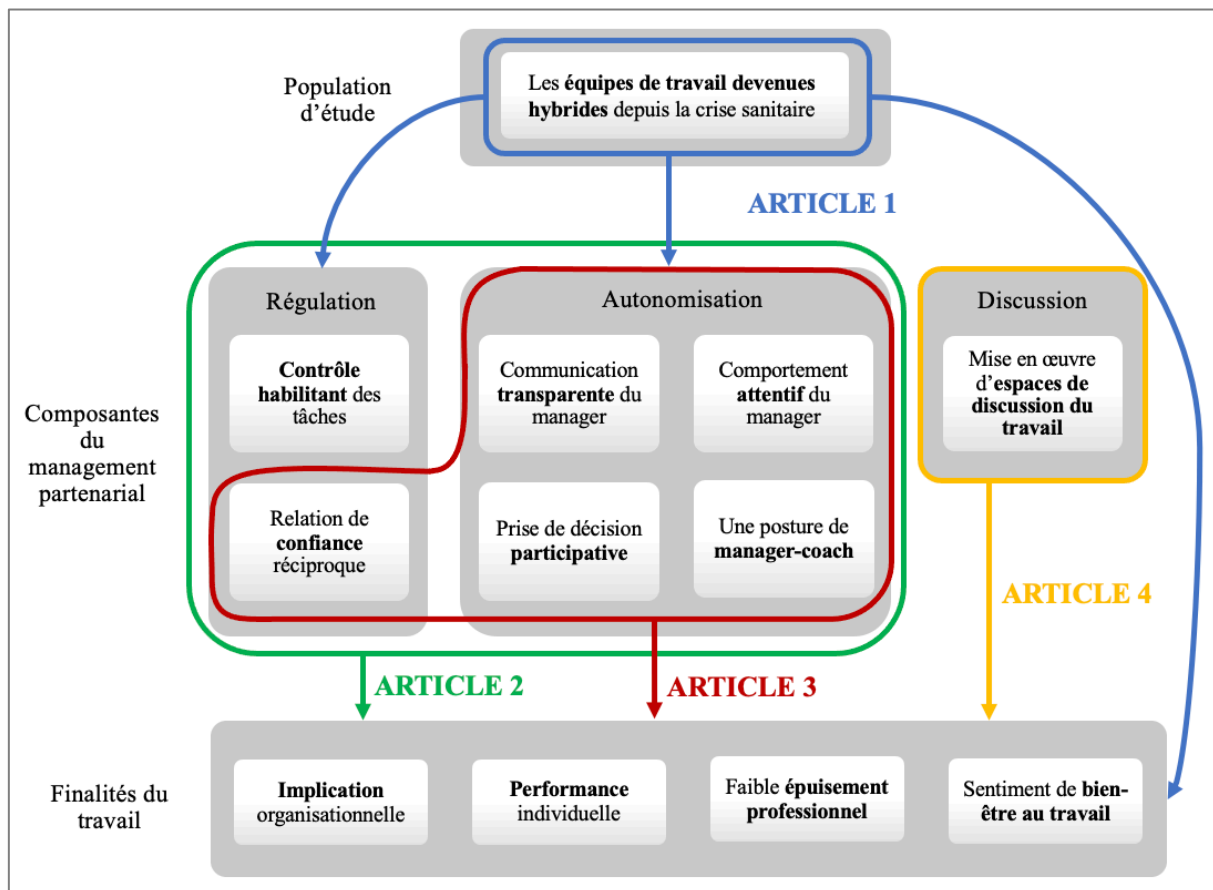 Population
d'étude
Les équipes de travail devenues
hybrides depuis la crise sanitaire
ARTICLE 1
Composantes
du
management
partenarial
Régulation
Contrôle
habilitant des
tâches
Relation de
confiance
réciproque
Autonomisation
Communication
transparente du
manager
Comportement
attentif du
manager
Prise de décision
participative
Une posture de
manager-coach
Discussion
Mise en œuvre
d'espaces de
discussion du
travail
ARTICLE 2
ARTICLE 3
ARTICLE 4
Finalités du
travail
Implication
organisationnelle
Performance
individuelle
Faible épuisement
professionnel
Sentiment de bien-
être au travail